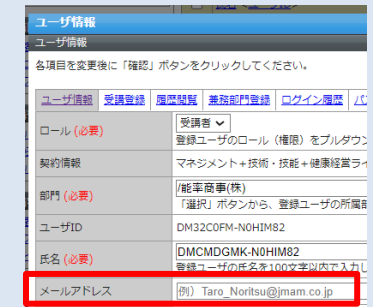 ユーザ情報
ユーザ情報
各項目を変更後に「確認」ボタンをクリックしてください。
ユーザ情報 受講登録 履歴閲覧 兼務部門登録 ログイン履歴
ロール (必要) 受講者
登録ユーザのロール（権限）をプルダウン
契約情報 マネジメント+技術・技能+健康経営ライ
部門 (必要) /能率商事(株)
「選択」ボタンから、登録ユーザの所属部
ユーザID DM32C0FM-N0HIM82
氏名 (必要) DMCMDGMK-N0HIM82
登録ユーザの氏名を100文字以内で入力し
メールアドレス 例）Taro_Noritsu@jmam.co.jp